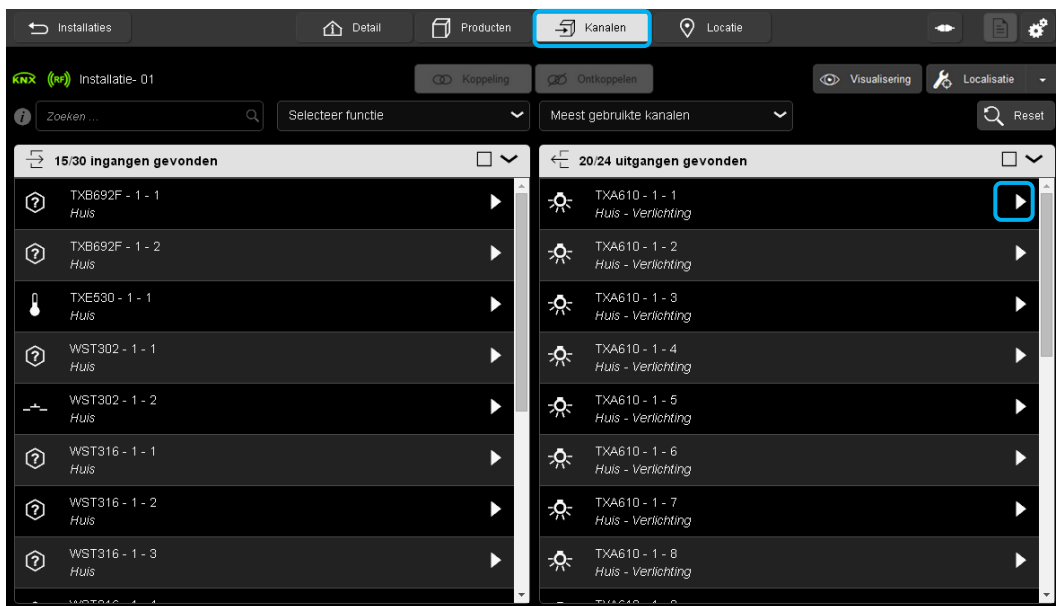 Installaties
Detail
Producten
Kanalen
Locatie
KNX ((RF)) Installatie- 01
Koppeling
Ontkoppelen
Visualisering
Localisatie
Zoeken ...
Selecteer functie
Meest gebruikte kanalen
Reset
15/30 ingangen gevonden
TXB692F - 1 - 1
Huis
TXB692F - 1 - 2
Huis
TXE530 - 1 - 1
Huis
WST302 - 1 - 1
Huis
WST302 - 1 - 2
Huis
WST316 - 1 - 1
Huis
WST316 - 1 - 2
Huis
WST316 - 1 - 3
Huis
20/24 uitgangen gevonden
TXA610 - 1 - 1
Huis - Verlichting
TXA610 - 1 - 2
Huis - Verlichting
TXA610 - 1 - 3
Huis - Verlichting
TXA610 - 1 - 4
Huis - Verlichting
TXA610 - 1 - 5
Huis - Verlichting
TXA610 - 1 - 6
Huis - Verlichting
TXA610 - 1 - 7
Huis - Verlichting
TXA610 - 1 - 8
Huis - Verlichting